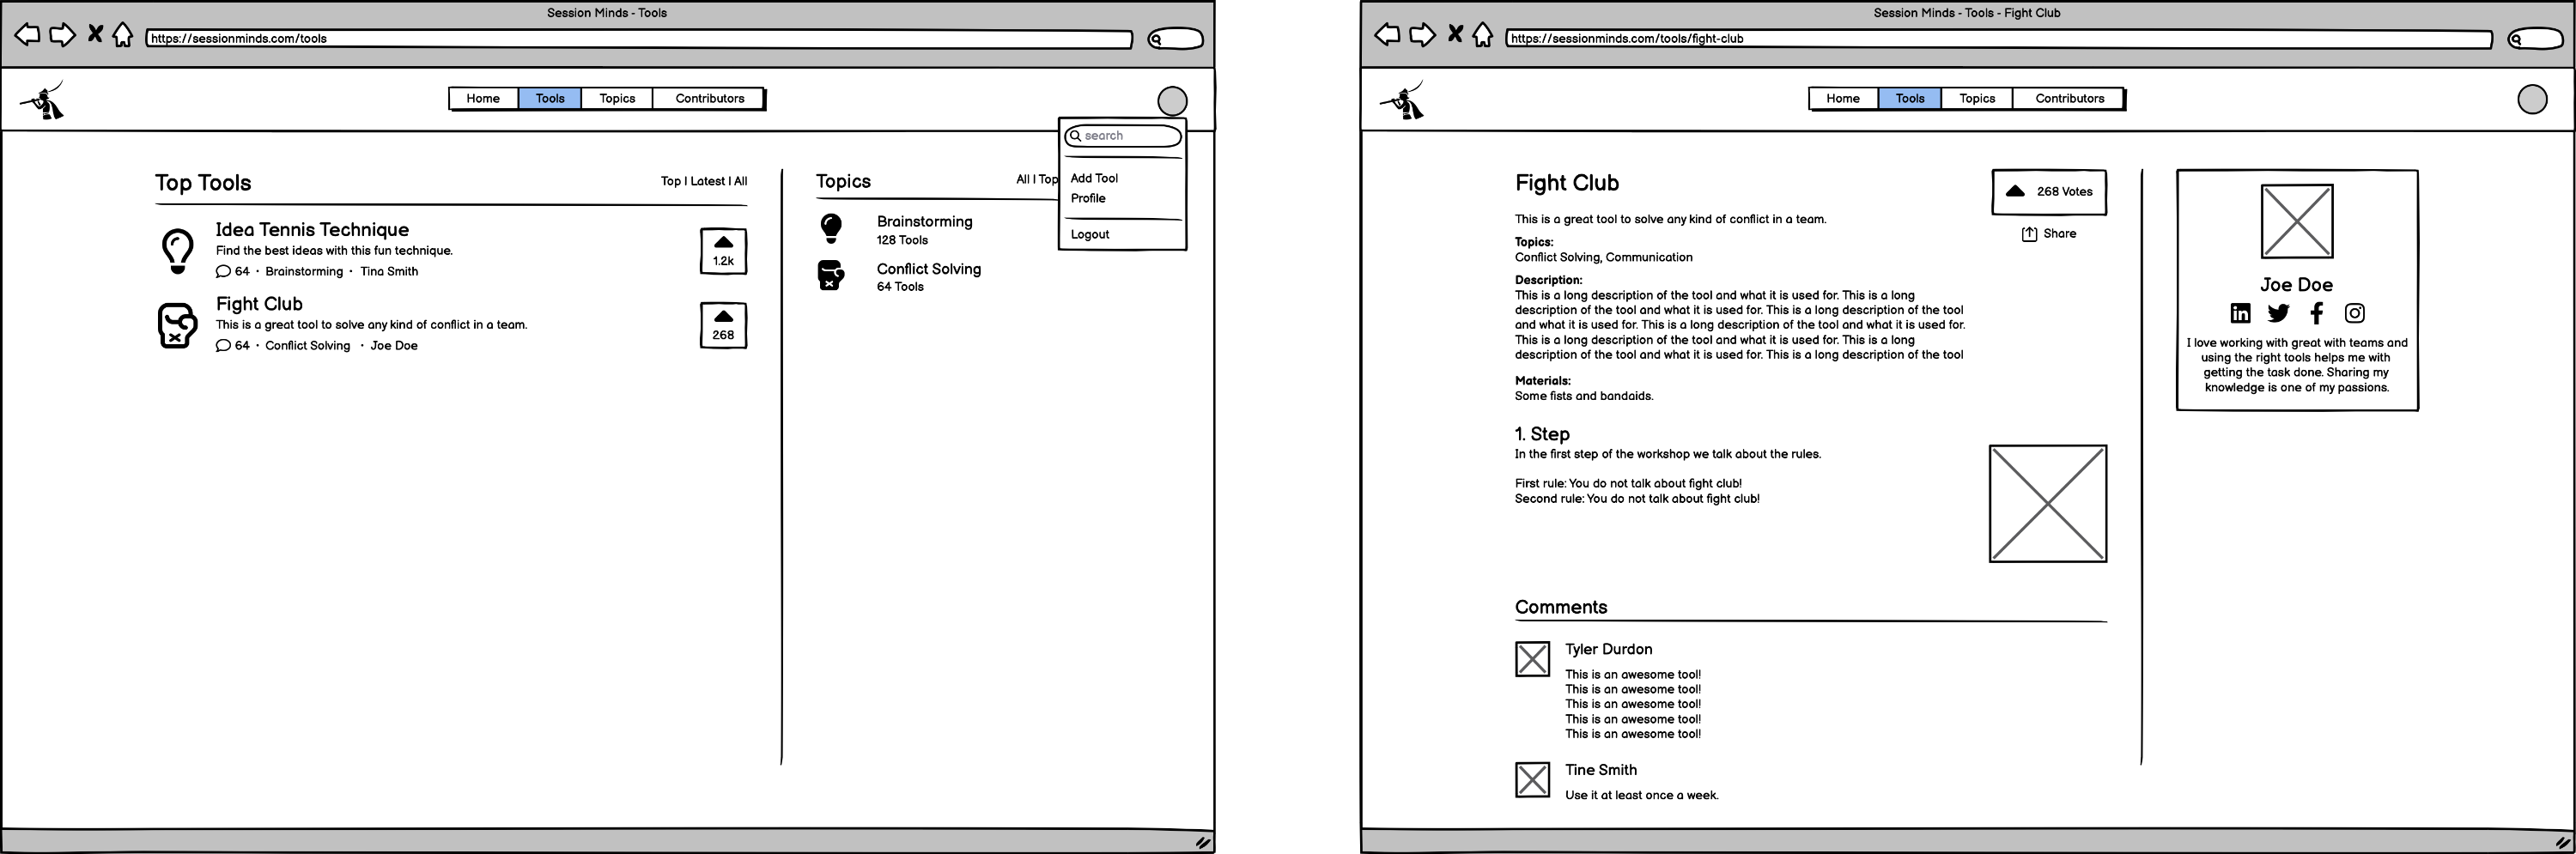 Session Minds - Tools
https://sessionminds.com/tools
Home
Tools
Topics
Contributors
search
Add Tool
Profile
Logout
Top Tools
Top | Latest | All
Idea Tennis Technique
Find the best ideas with this fun technique.
64 · Brainstorming · Tina Smith
1.2k
Fight Club
This is a great tool to solve any kind of conflict in a team.
64 · Conflict Solving · Joe Doe
268
Topics
All | Top
Brainstorming
128 Tools
Conflict Solving
64 Tools
Session Minds - Tools - Fight Club
https://sessionminds.com/tools/fight-club
Home
Tools
Topics
Contributors
Fight Club
268 Votes
Share
This is a great tool to solve any kind of conflict in a team.
Topics:
Conflict Solving, Communication
Description:
This is a long description of the tool and what it is used for. This is a long
description of the tool and what it is used for. This is a long description of the tool
and what it is used for. This is a long description of the tool and what it is used for.
This is a long description of the tool and what it is used for. This is a long
description of the tool and what it is used for. This is a long description of the tool
Materials:
Some fists and bandaids.
1. Step
In the first step of the workshop we talk about the rules.
First rule: You do not talk about fight club!
Second rule: You do not talk about fight club!
Comments
Tyler Durdon
This is an awesome tool!
This is an awesome tool!
This is an awesome tool!
This is an awesome tool!
This is an awesome tool!
Tine Smith
Use it at least once a week.
Joe Doe
I love working with great with teams and
using the right tools helps me with
getting the task done. Sharing my
knowledge is one of my passions.